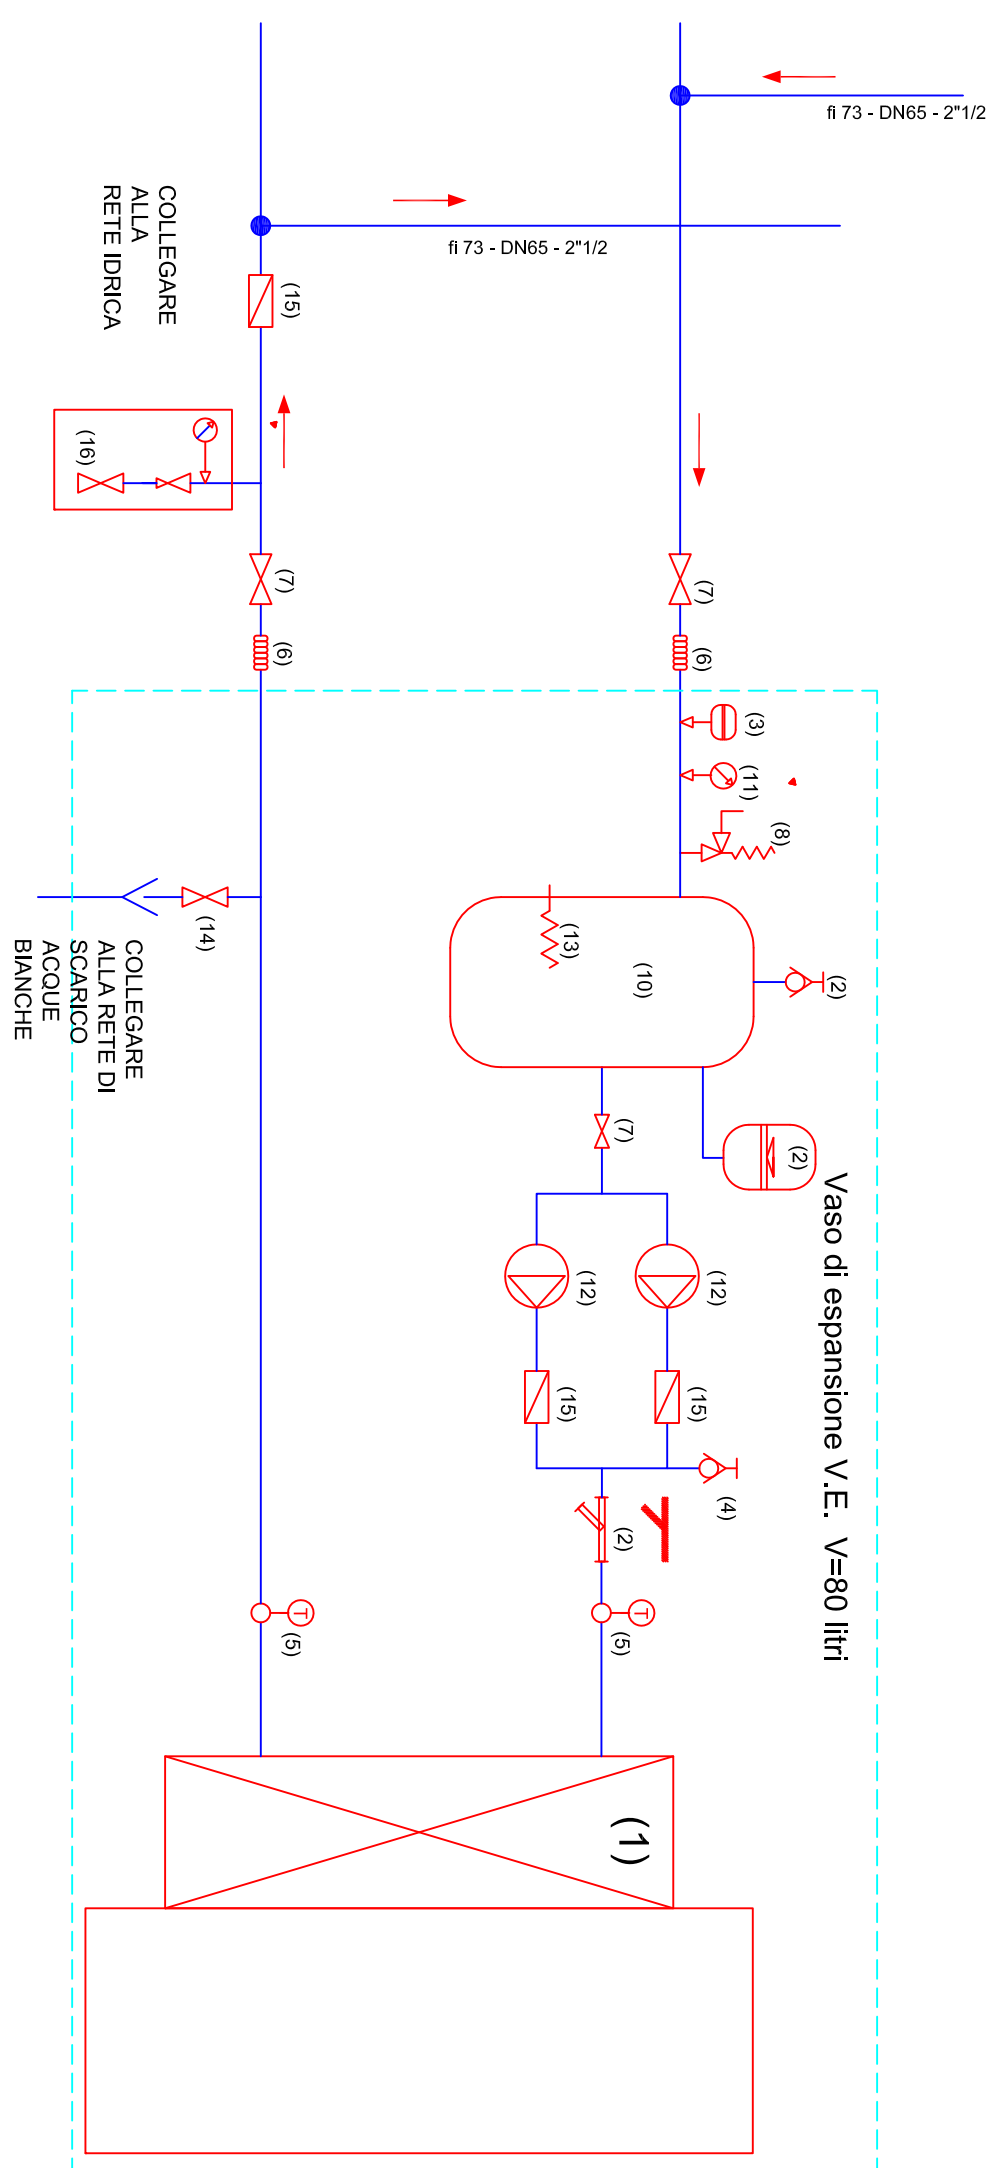 fi 73 - DN65 - 2"1/2
fi 73 - DN65 - 2"1/2
COLLEGARE
ALLA
RETE IDRICA
(15)
(16)
(7)
(7)
(6)
(6)
(3)
(11)
(8)
(14)
COLLEGARE
ALLA RETE DI
SCARICO
ACQUE
BIANCHE
(13)
(10)
(2)
(7)
(2)
Vaso di espansione V.E. V=80 litri
(12)
(12)
(15)
(15)
(4)
(2)
T
(5)
T
(5)
(1)